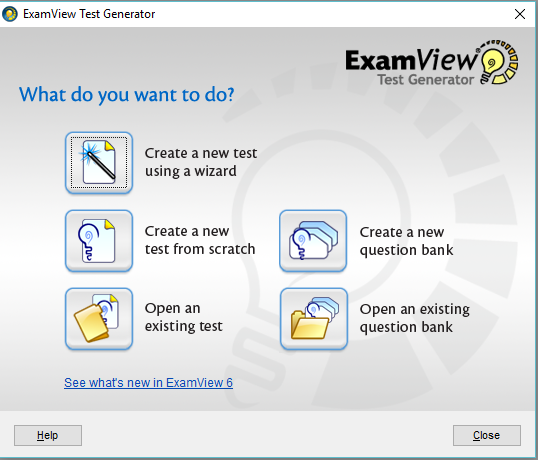 ExamView Test Generator
ExamView
Test Generator
What do you want to do?
Create a new test
using a wizard
Create a new
test from scratch
Create a new
question bank
Open an
existing test
Open an existing
question bank
See what's new in ExamView 6
Help
Close